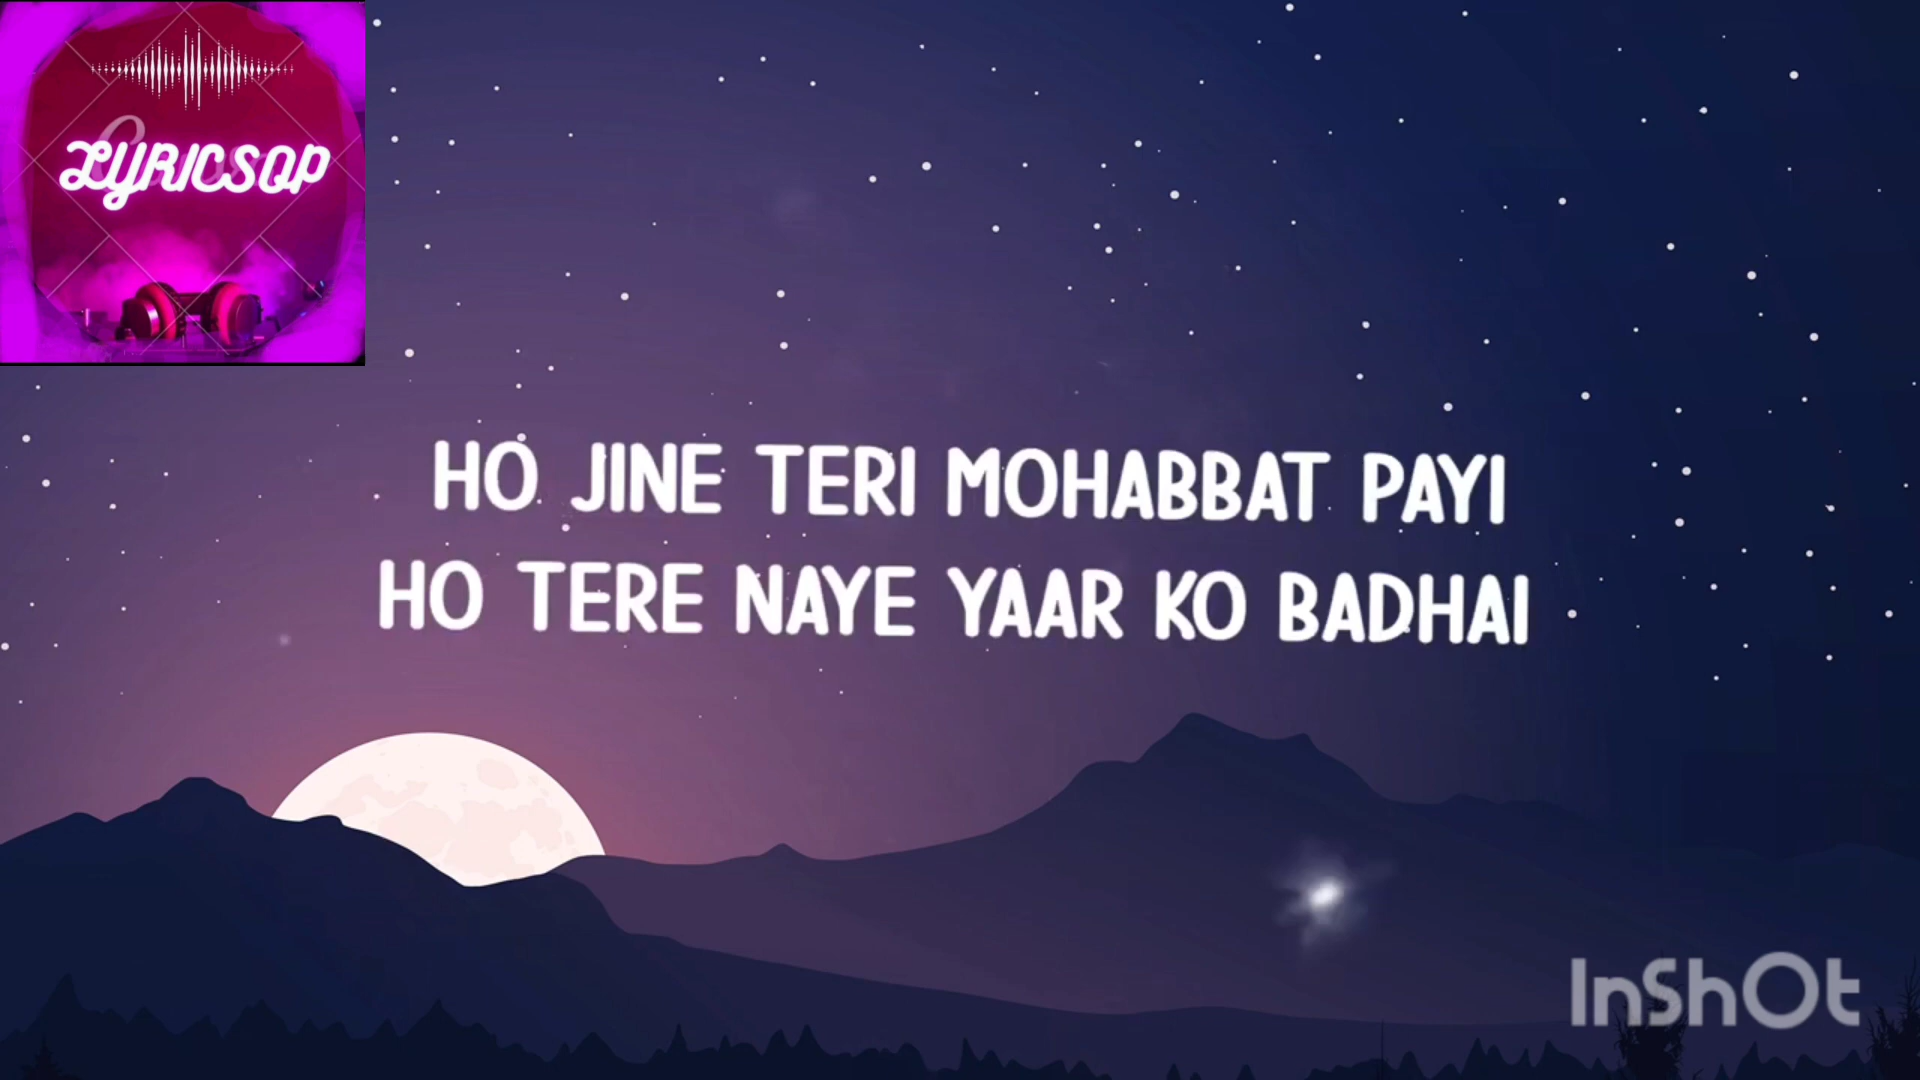 LYRICSOP
HO JINE TERI MOHABBAT PAYI
HO TERE NAYE YAAR KO BADHAI
InShOt